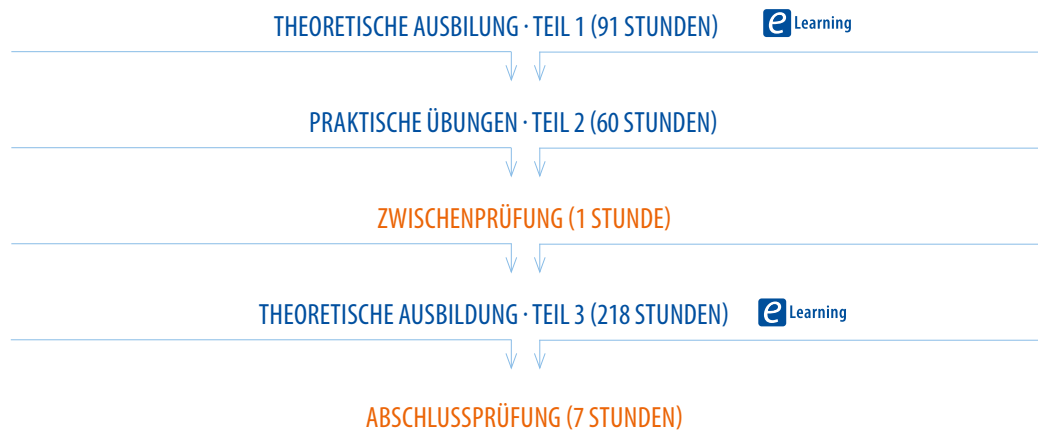 THEORETISCHE AUSBILUNG · TEIL 1 (91 STUNDEN) e Learning
PRAKTISCHE ÜBUNGEN · TEIL 2 (60 STUNDEN)
ZWISCHENPRÜFUNG (1 STUNDE)
THEORETISCHE AUSBILDUNG · TEIL 3 (218 STUNDEN) e Learning
ABSCHLUSSPRÜFUNG (7 STUNDEN)